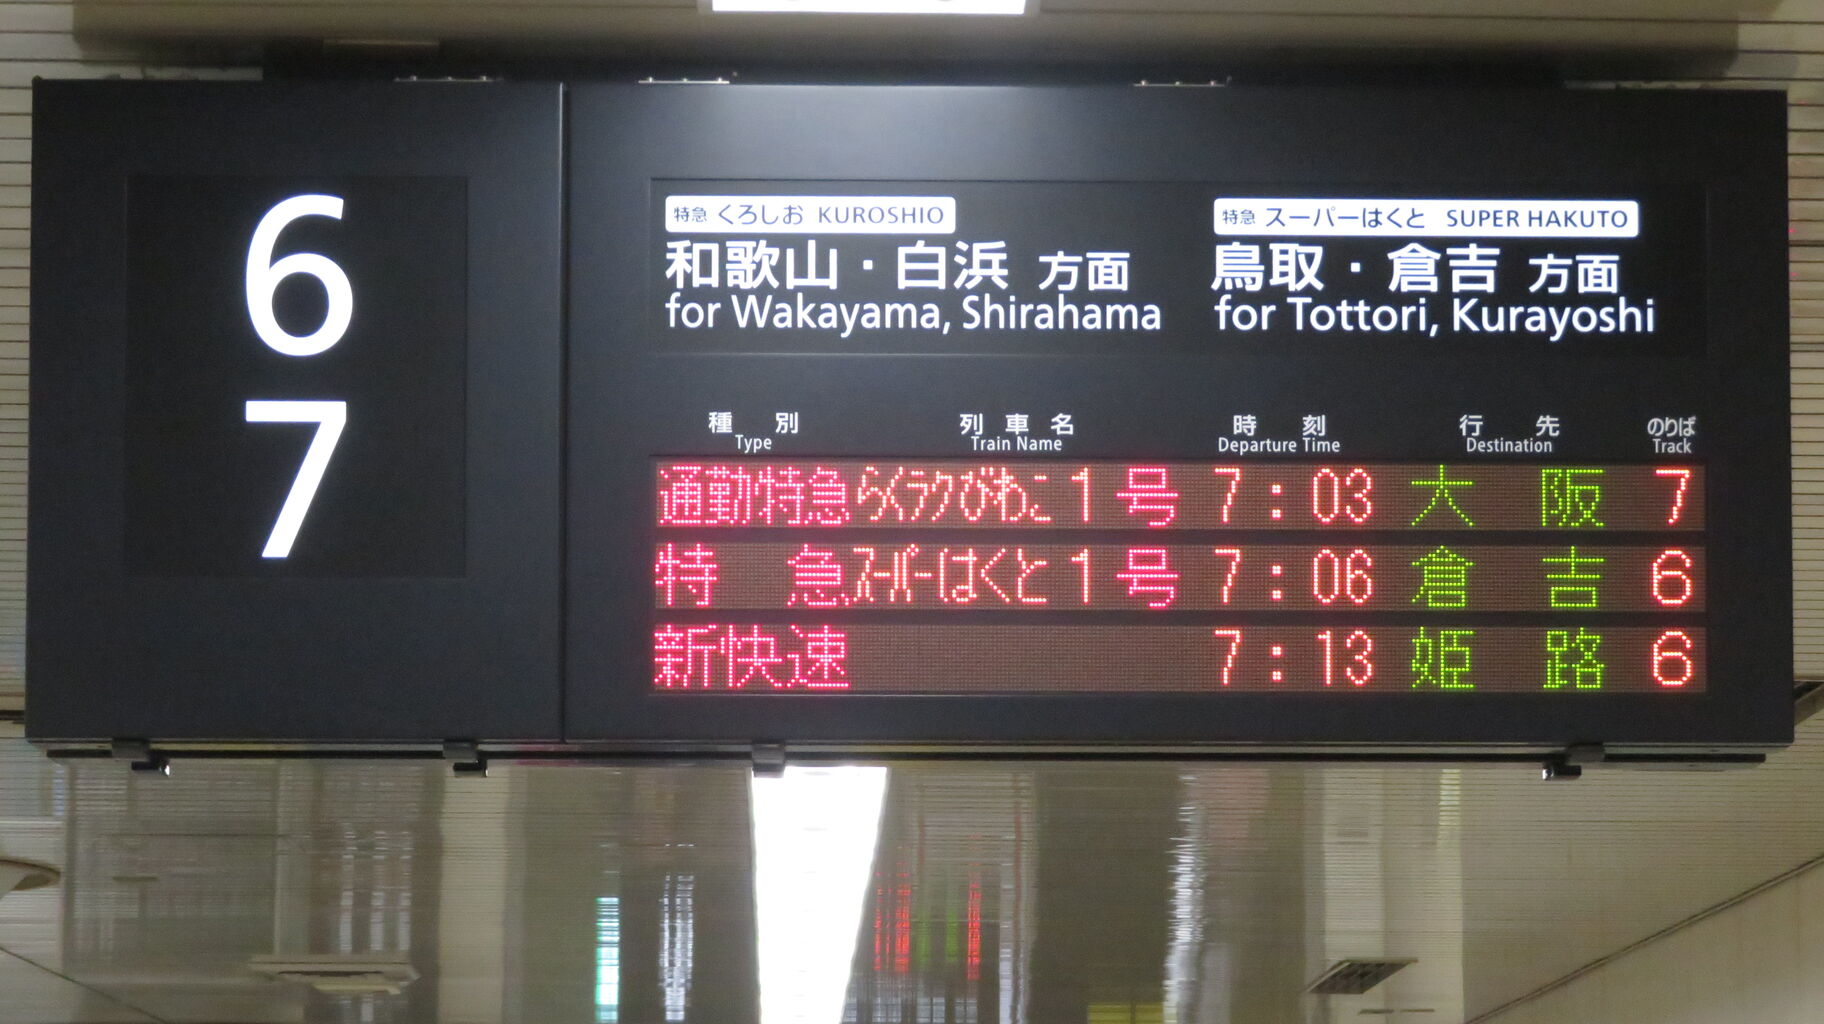 6
7
特急 くろしお KUROSHIO
和歌山・白浜 方面
for Wakayama, Shirahama
特急 スーパーはくと SUPER HAKUTO
鳥取・倉吉 方面
for Tottori, Kurayoshi
種別 列車名 時刻 行先 のりば
Type Train Name Departure Time Destination Track
通勤特急 らくラクびわこ 1号 7:03 大阪 7
特急 スーパーはくと 1号 7:06 倉吉 6
新快速 7:13 姫路 6